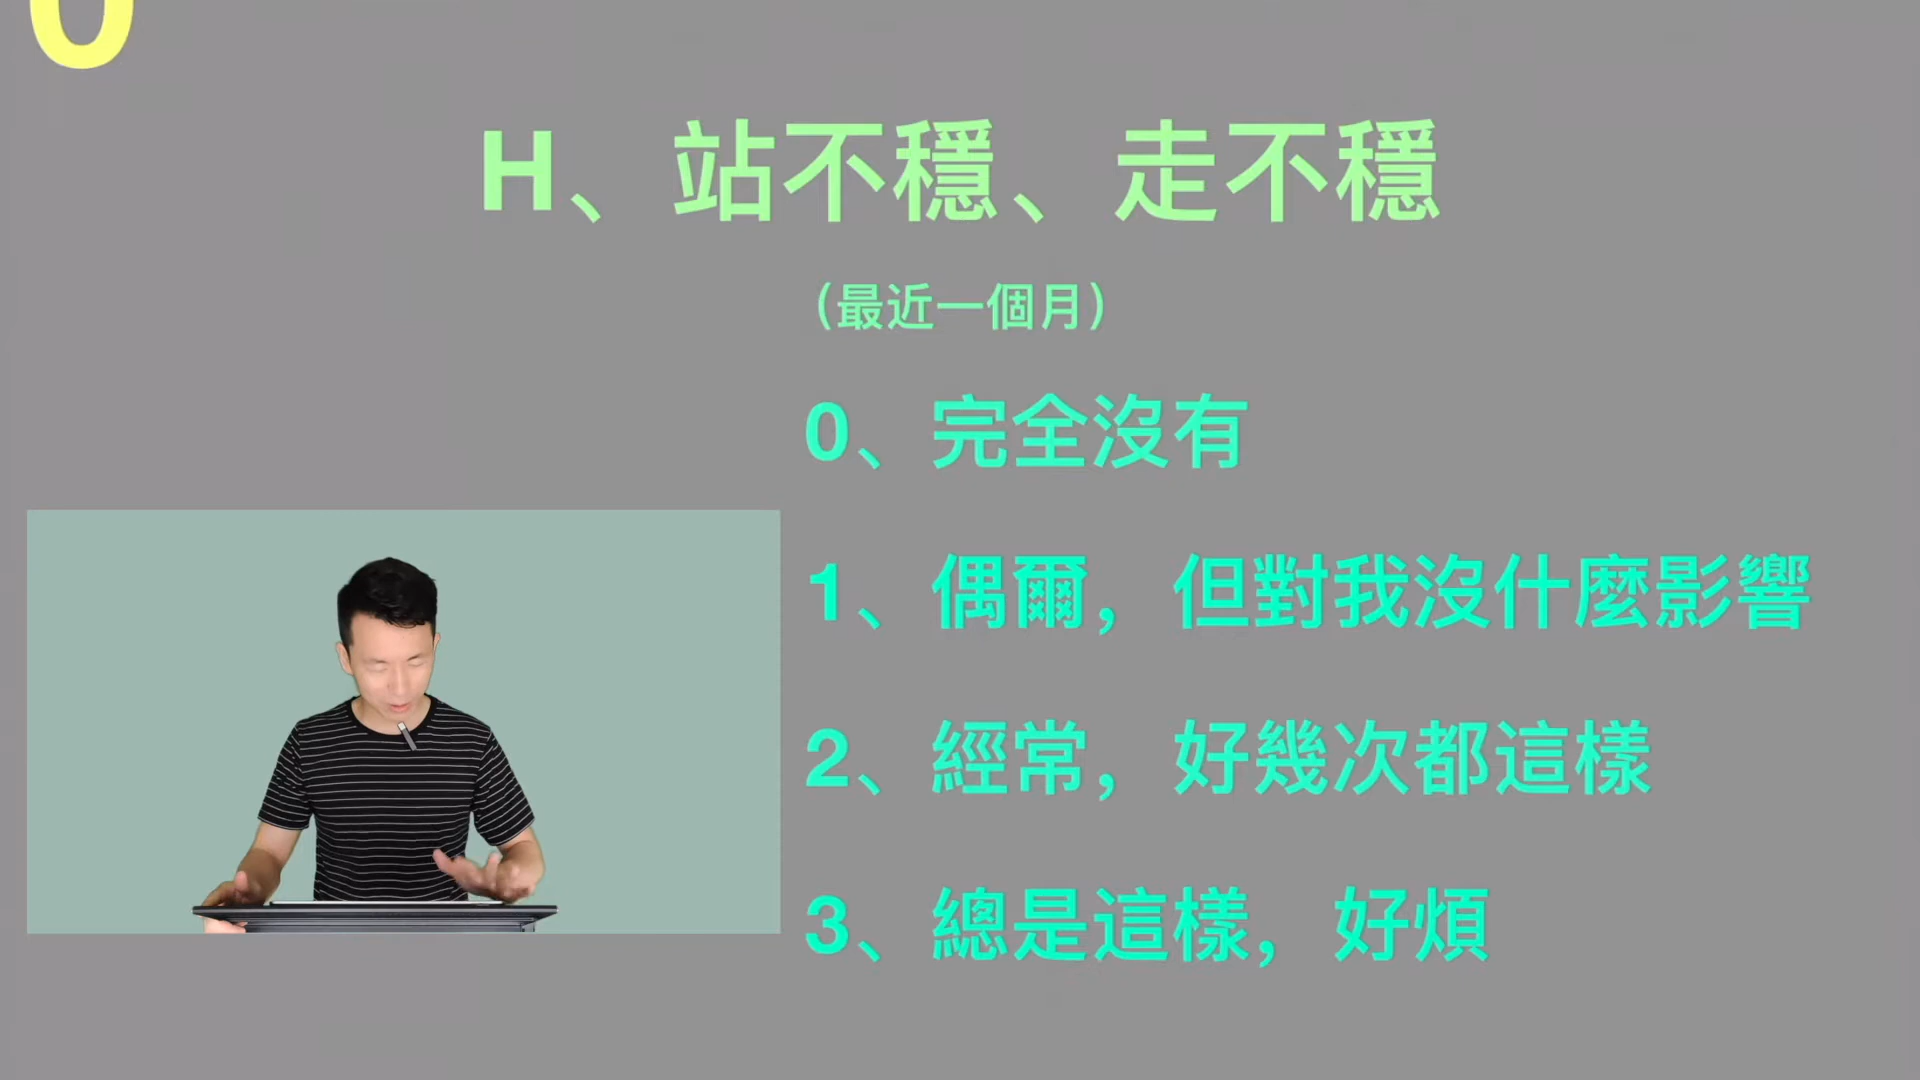 0
H、站不穩、走不穩
（最近一個月）
0、完全沒有
1、偶爾，但對我沒什麼影響
2、經常，好幾次都這樣
3、總是這樣，好煩